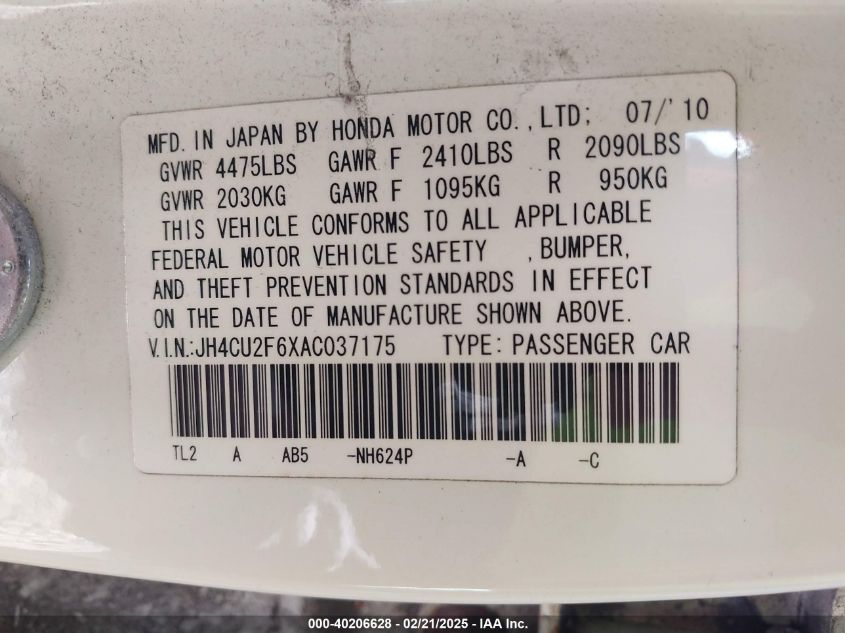 MFD. IN JAPAN BY HONDA MOTOR CO., LTD; 07/'10
GVWR 4475LBS GAWR F 2410LBS R 2090LBS
GVWR 2030KG GAWR F 1095KG R 950KG
THIS VEHICLE CONFORMS TO ALL APPLICABLE
FEDERAL MOTOR VEHICLE SAFETY , BUMPER,
AND THEFT PREVENTION STANDARDS IN EFFECT
ON THE DATE OF MANUFACTURE SHOWN ABOVE.
V.I.N.:JH4CU2F6XAC037175 TYPE: PASSENGER CAR
TL2 A AB5 -NH624P -A -C
000-40206628 - 02/21/2025 - IAA Inc.